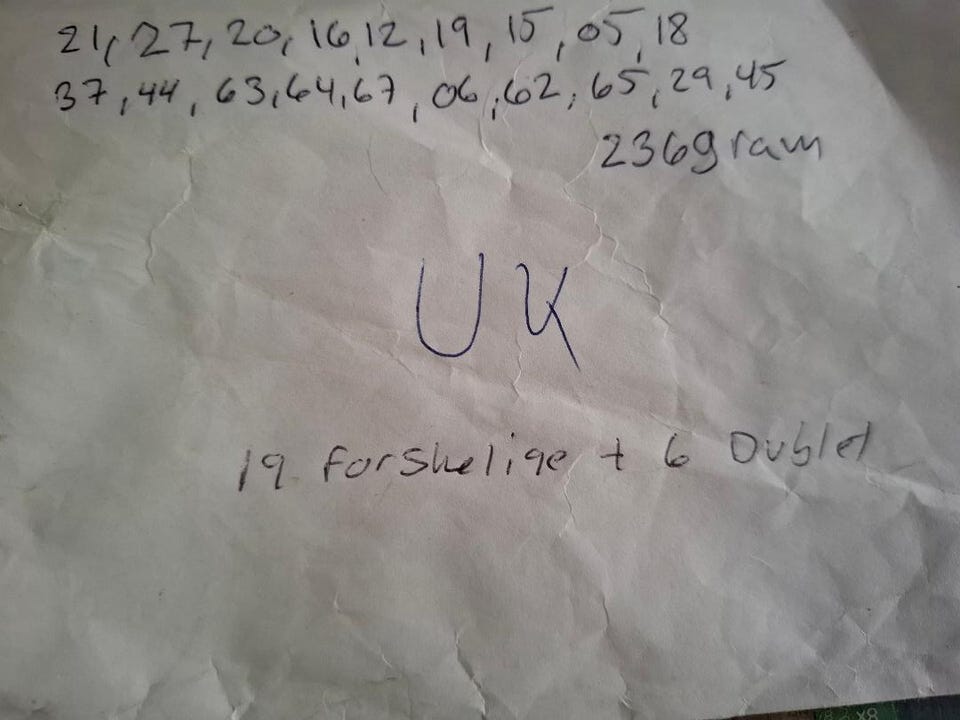 21, 27, 20, 16, 12, 19, 15, 05, 18
37, 44, 63, 64, 67, 06, 62, 65, 29, 45
236gram
UK
19 forskelige + 6 Dublet